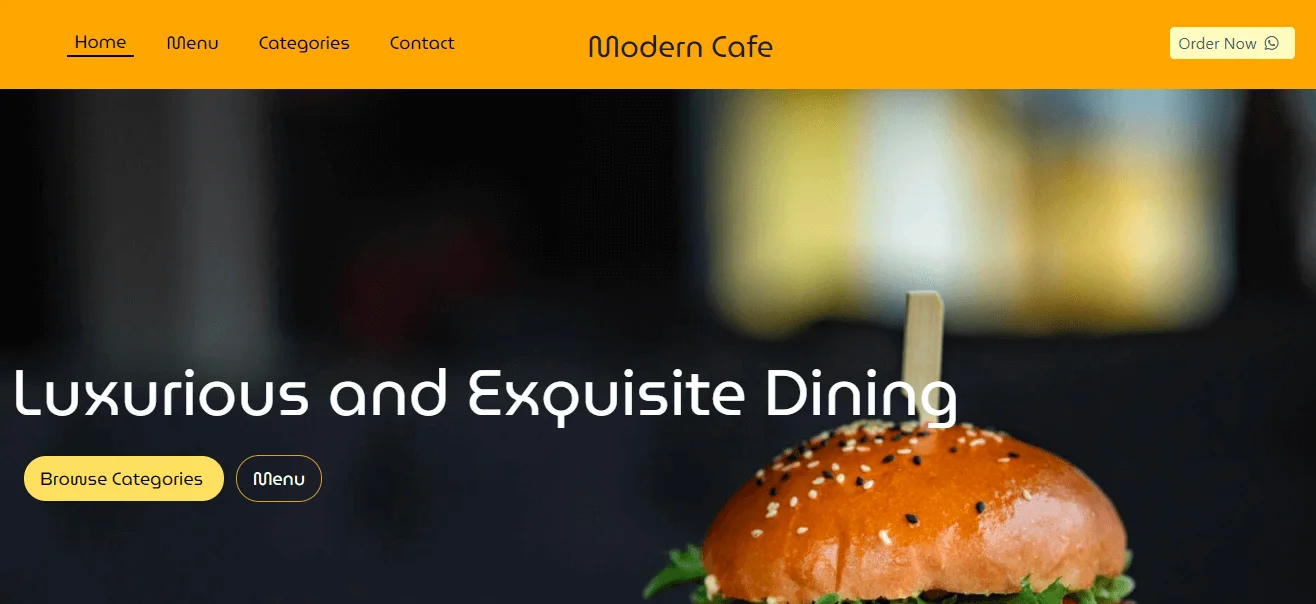 Home Menu Categories Contact Modern Cafe Order Now
Luxurious and Exquisite Dining
Browse Categories Menu